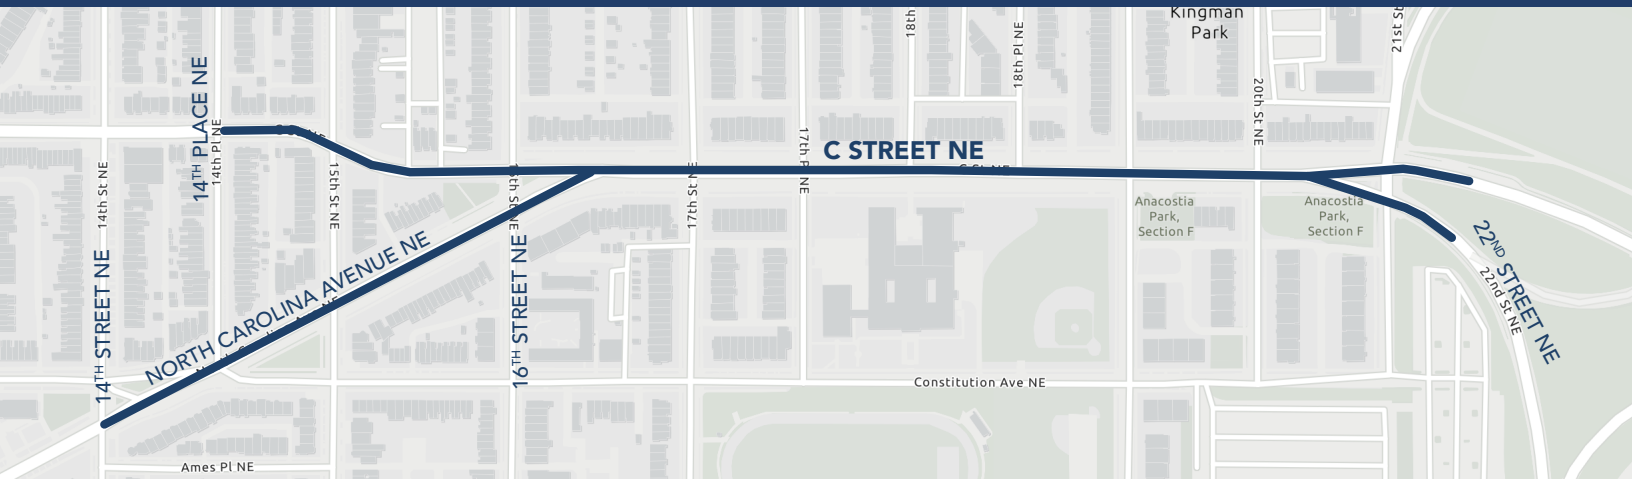 Kingman
Park
18th
18th Pl NE
21st St
20th St NE
14TH PLACE NE
14th Pl NE
C STREET NE
17th P NE
14th St NE
15th St NE
17th St NE
Anacostia
Park,
Section F
Anacostia
Park,
Section F
NORTH CAROLINA AVENUE NE
14TH STREET NE
16TH STREET NE
22ND STREET NE
22nd St NE
Constitution Ave NE
Ames Pl NE